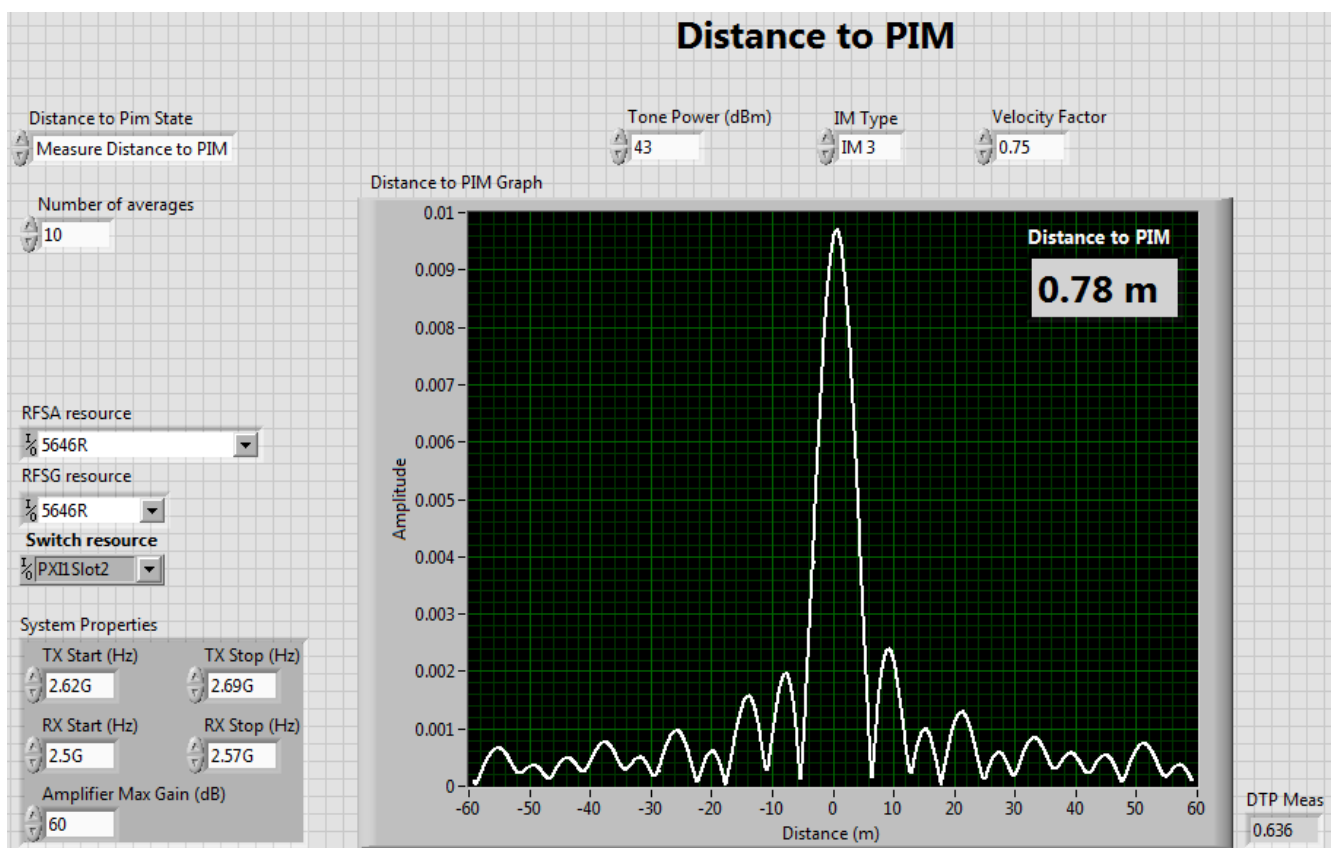 Distance to PIM
Distance to Pim State
Measure Distance to PIM
Tone Power (dBm)
43
IM Type
IM 3
Velocity Factor
0.75
Number of averages
10
Distance to PIM Graph
Distance to PIM
0.78 m
Amplitude
0.01
0.009
0.008
0.007
0.006
0.005
0.004
0.003
0.002
0.001
0
-60 -50 -40 -30 -20 -10 0 10 20 30 40 50 60
Distance (m)
RFSA resource
I/0 5646R
RFSG resource
I/0 5646R
Switch resource
I/0 PXI1Slot2
System Properties
TX Start (Hz) TX Stop (Hz)
2.62G 2.69G
RX Start (Hz) RX Stop (Hz)
2.5G 2.57G
Amplifier Max Gain (dB)
60
DTP Meas
0.636